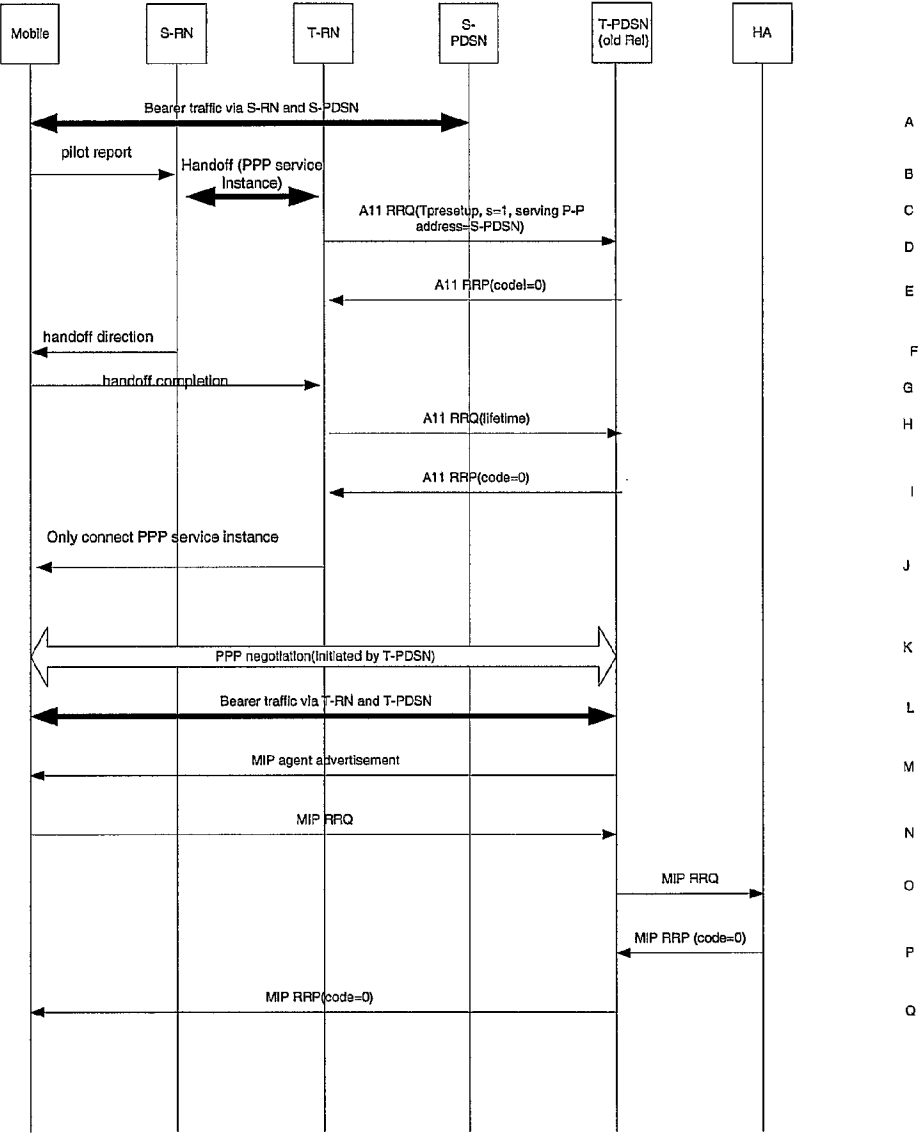 Mobile
S-RN
T-RN
S-
PDSN
T-PDSN
(old Rel)
HA
Bearer traffic via S-RN and S-PDSN
A
pilot report
B
Handoff (PPP service
Instance)
C
A11 RRQ(Tpresetup, s=1, serving P-P
address=S-PDSN)
D
A11 RRP(code!=0)
E
handoff direction
F
handoff completion
G
A11 RRQ(lifetime)
H
A11 RRP(code=0)
I
Only connect PPP service instance
J
PPP negotiation(initiated by T-PDSN)
K
Bearer traffic via T-RN and T-PDSN
L
MIP agent advertisement
M
MIP RRQ
N
MIP RRQ
O
MIP RRP (code=0)
P
MIP RRP(code=0)
Q